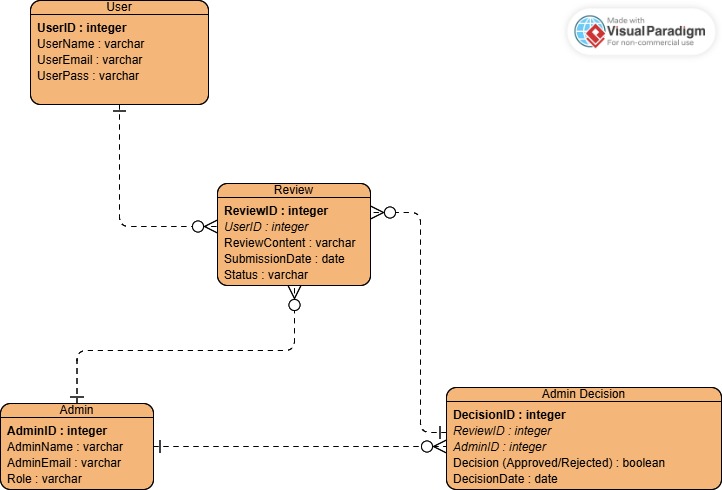 User
UserID : integer
UserName : varchar
UserEmail : varchar
UserPass : varchar
Made with
Visual Paradigm
For non-commercial use
Review
ReviewID : integer
UserID : integer
ReviewContent : varchar
SubmissionDate : date
Status : varchar
Admin
AdminID : integer
AdminName : varchar
AdminEmail : varchar
Role : varchar
Admin Decision
DecisionID : integer
ReviewID : integer
AdminID : integer
Decision (Approved/Rejected) : boolean
DecisionDate : date